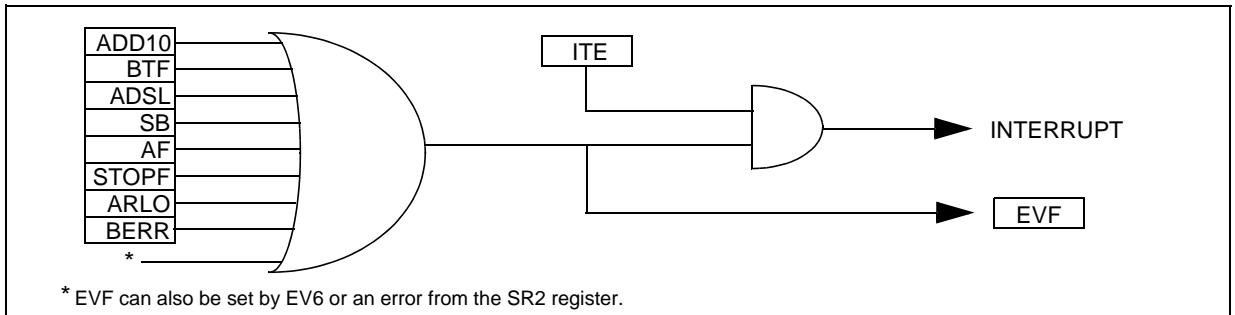 ADD10
BTF
ADSL
SB
AF
STOPF
ARLO
BERR
*
ITE
INTERRUPT
EVF
* EVF can also be set by EV6 or an error from the SR2 register.